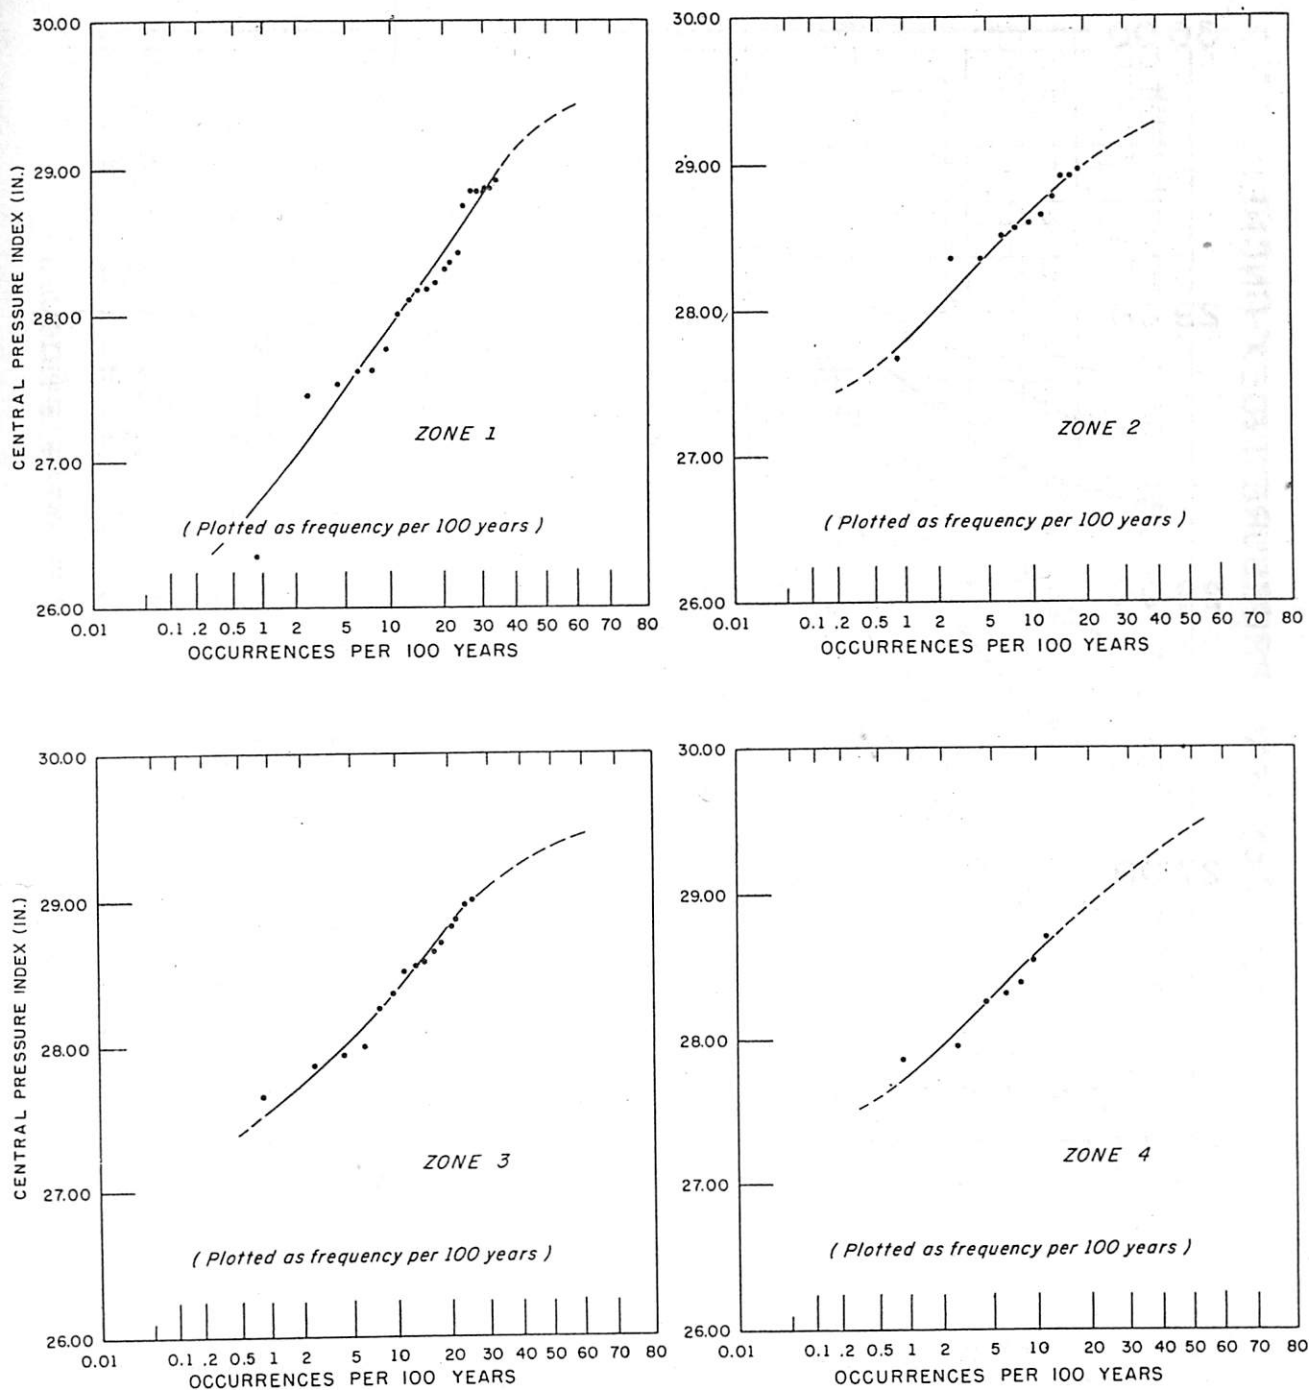 30.00
29.00
28.00
27.00
26.00
CENTRAL PRESSURE INDEX (IN.)
ZONE 1
( Plotted as frequency per 100 years )
0.01 0.1 .2 0.5 1 2 5 10 20 30 40 50 60 70 80
OCCURRENCES PER 100 YEARS
30.00
29.00
28.00
27.00
26.00
ZONE 2
( Plotted as frequency per 100 years )
0.01 0.1 0.2 0.5 1 2 5 10 20 30 40 50 60 70 80
OCCURRENCES PER 100 YEARS
30.00
29.00
28.00
27.00
26.00
CENTRAL PRESSURE INDEX (IN.)
ZONE 3
( Plotted as frequency per 100 years )
0.01 0.1 .2 0.5 1 2 5 10 20 30 40 50 60 70 80
OCCURRENCES PER 100 YEARS
30.00
29.00
28.00
27.00
26.00
ZONE 4
( Plotted as frequency per 100 years )
0.01 0.1 .2 0.5 1 2 5 10 20 30 40 50 60 70 80
OCCURRENCES PER 100 YEARS